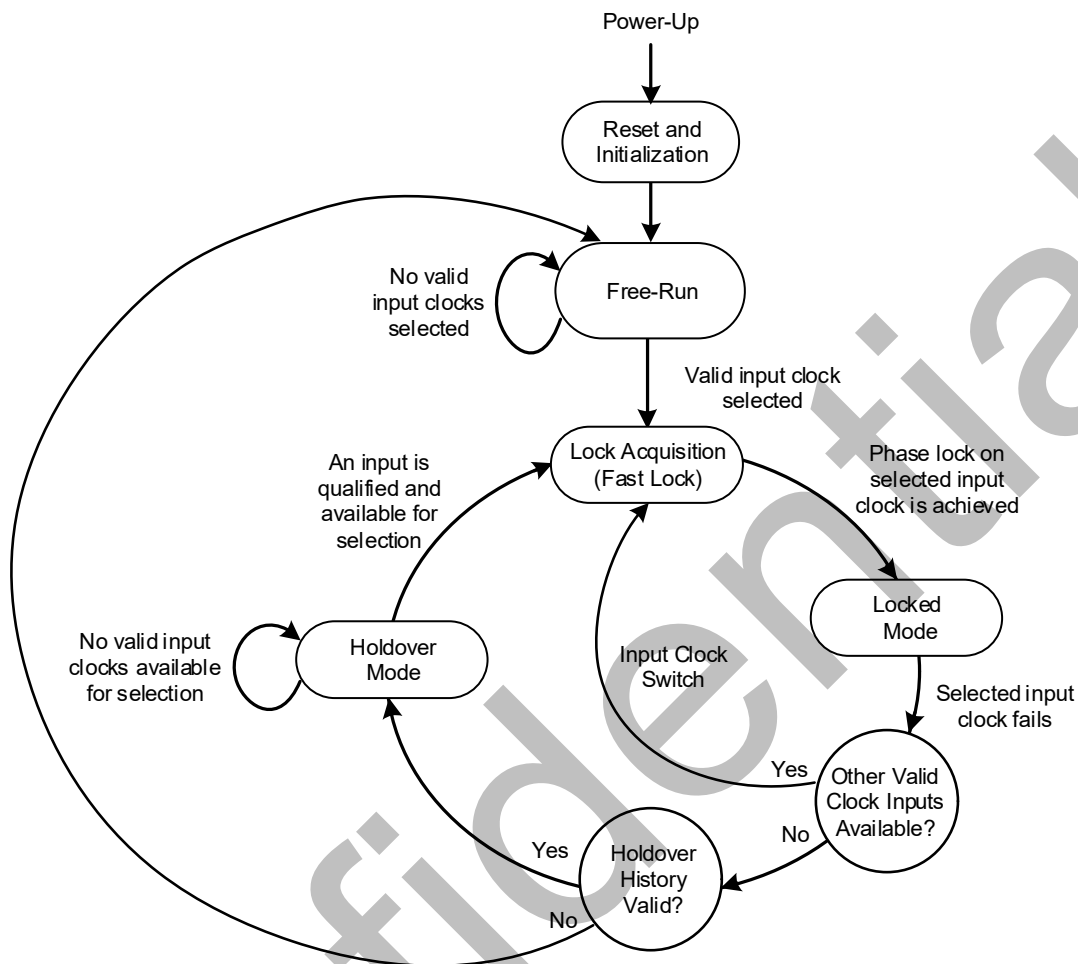 Power-Up
Reset and
Initialization
No valid
input clocks
selected
Free-Run
Valid input clock
selected
An input is
qualified and
available for
selection
Lock Acquisition
(Fast Lock)
Phase lock on
selected input
clock is achieved
No valid input
clocks available
for selection
Holdover
Mode
Input Clock
Switch
Locked
Mode
Selected input
clock fails
Yes
Other Valid
Clock Inputs
Available?
No
Yes
Holdover
History
Valid?
No
fidential